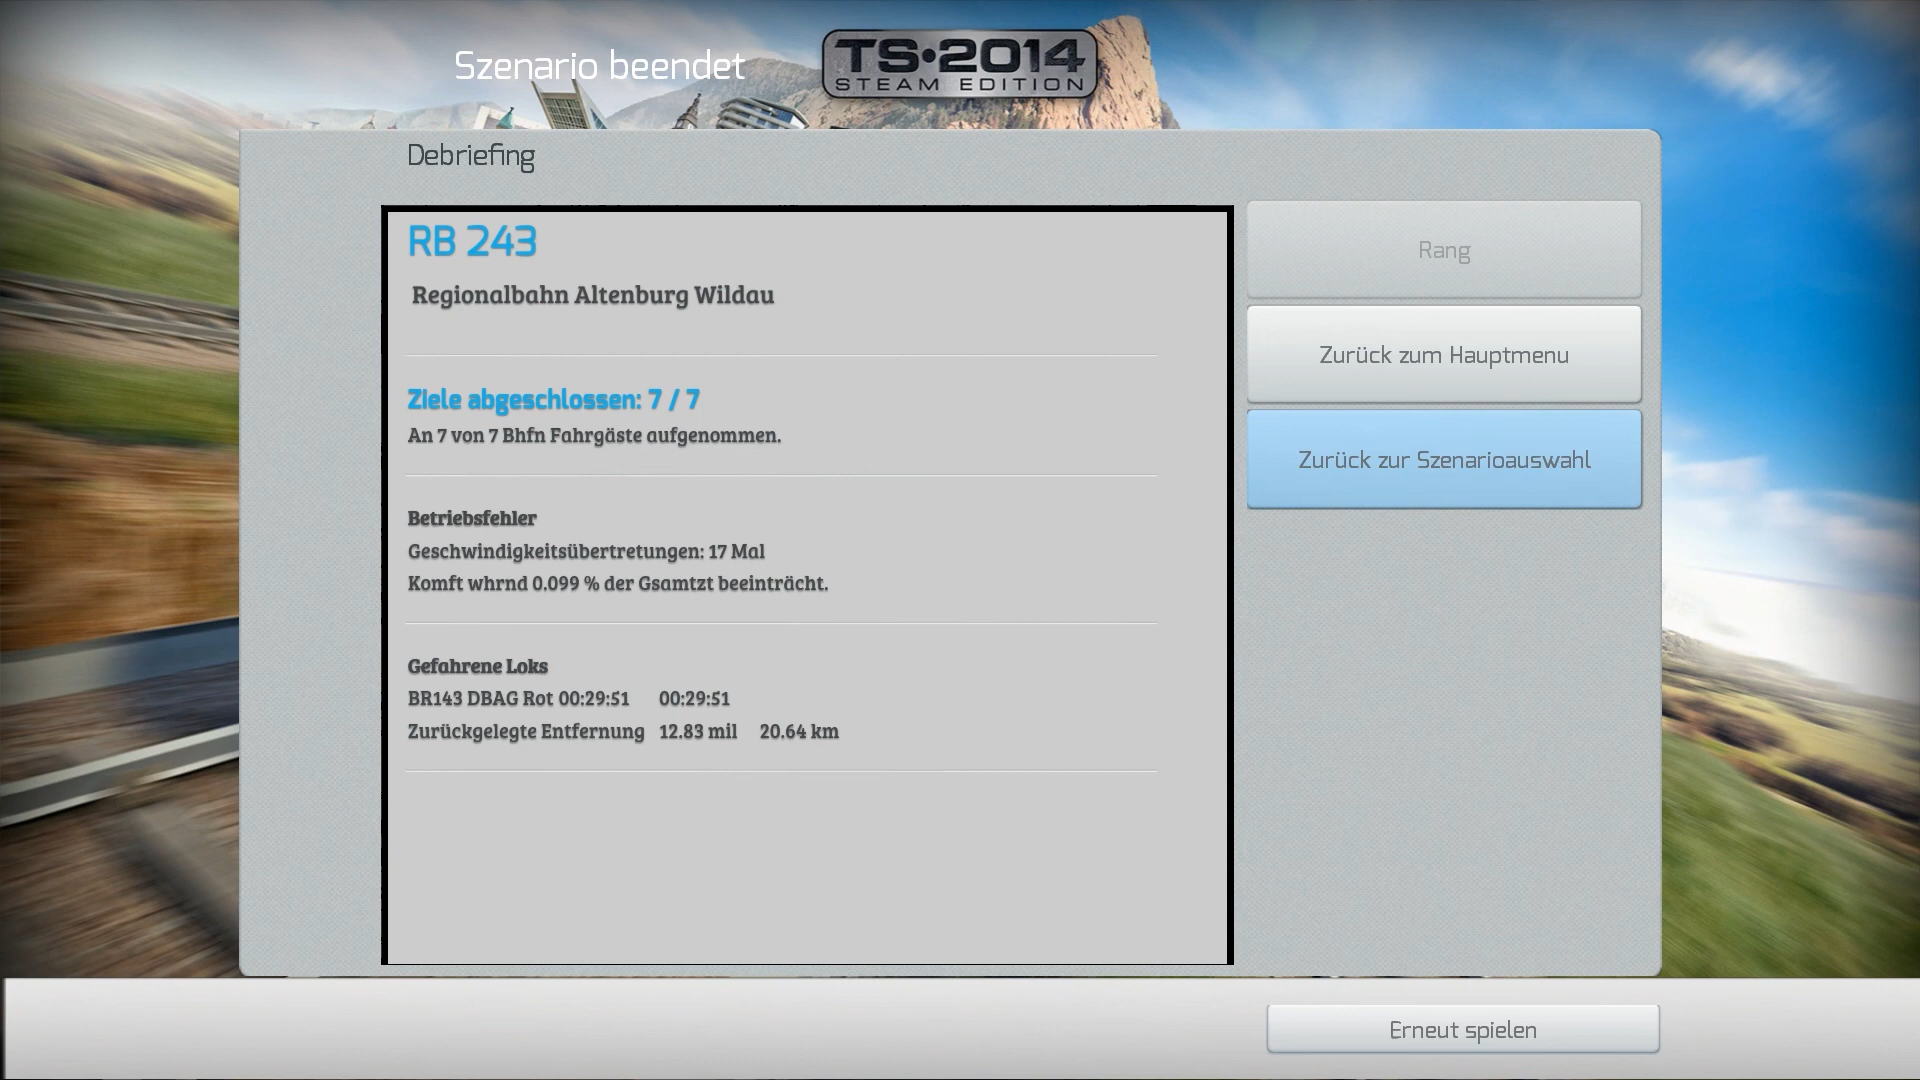 Szenario beendet
TS•2014
STEAM EDITION
Debriefing
RB 243
Regionalbahn Altenburg Wildau
Ziele abgeschlossen: 7 / 7
An 7 von 7 Bhfn Fahrgäste aufgenommen.
Betriebsfehler
Geschwindigkeitsübertretungen: 17 Mal
Komft whrnd 0.099 % der Gsamtzt beeinträcht.
Gefahrene Loks
BR143 DBAG Rot 00:29:51 00:29:51
Zurückgelegte Entfernung 12.83 mil 20.64 km
Rang
Zurück zum Hauptmenu
Zurück zur Szenarioauswahl
Erneut spielen